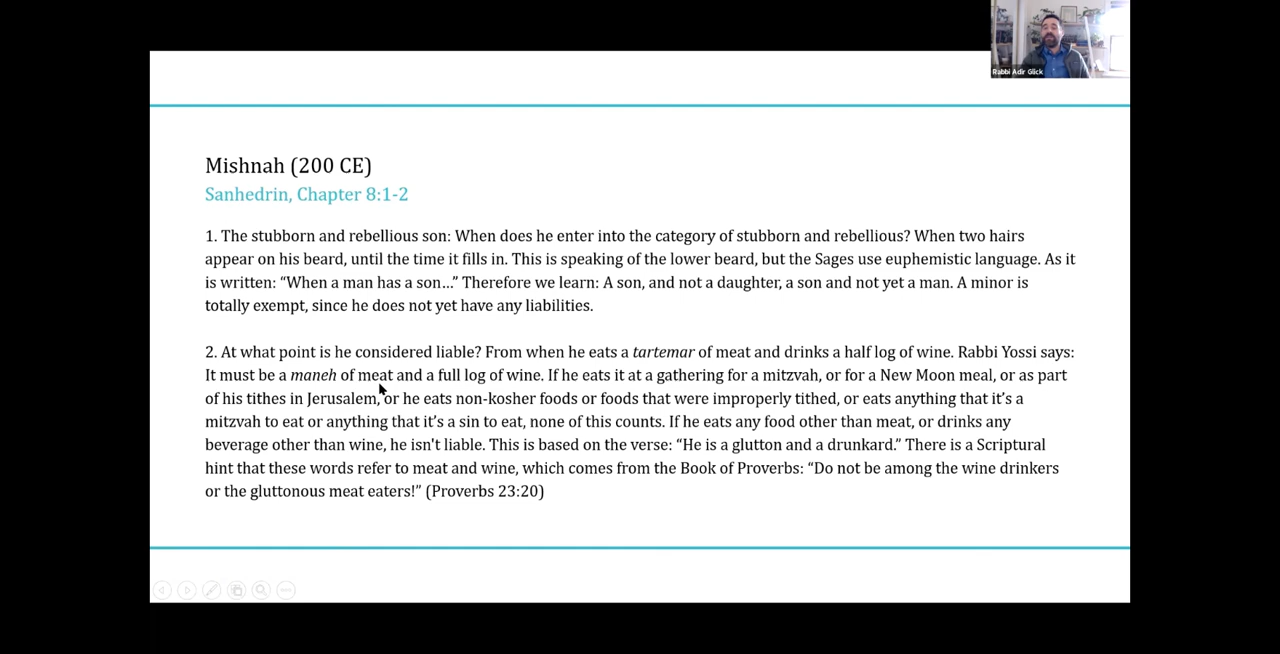 Rabbi Adir Glick
Mishnah (200 CE)
Sanhedrin, Chapter 8:1-2
1. The stubborn and rebellious son: When does he enter into the category of stubborn and rebellious? When two hairs
appear on his beard, until the time it fills in. This is speaking of the lower beard, but the Sages use euphemistic language. As it
is written: “When a man has a son…” Therefore we learn: A son, and not a daughter, a son and not yet a man. A minor is
totally exempt, since he does not yet have any liabilities.
2. At what point is he considered liable? From when he eats a tartemar of meat and drinks a half log of wine. Rabbi Yossi says:
It must be a maneh of meat and a full log of wine. If he eats it at a gathering for a mitzvah, or for a New Moon meal, or as part
of his tithes in Jerusalem, or he eats non-kosher foods or foods that were improperly tithed, or eats anything that it’s a
mitzvah to eat or anything that it’s a sin to eat, none of this counts. If he eats any food other than meat, or drinks any
beverage other than wine, he isn't liable. This is based on the verse: “He is a glutton and a drunkard.” There is a Scriptural
hint that these words refer to meat and wine, which comes from the Book of Proverbs: “Do not be among the wine drinkers
or the gluttonous meat eaters!” (Proverbs 23:20)